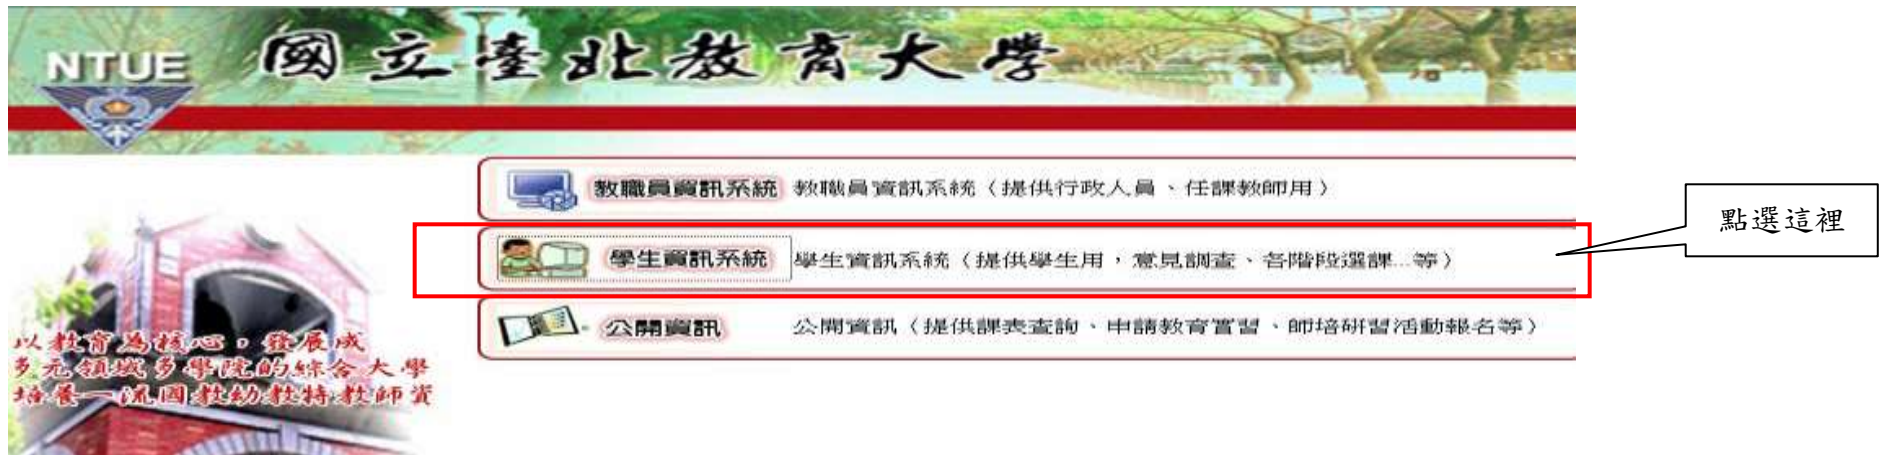 NTUE 國立臺北教育大學
教職員資訊系統 教職員資訊系統（提供行政人員、任課教師用）
學生資訊系統 學生資訊系統（提供學生用，意見調查、各階段選課...等）
點選這裡
公開資訊 公開資訊（提供課表查詢、申請教育實習、師培研習活動報名等）
以教育為核心，發展成
多元領域多學院的綜合大學
培養一流國教幼教特教師資